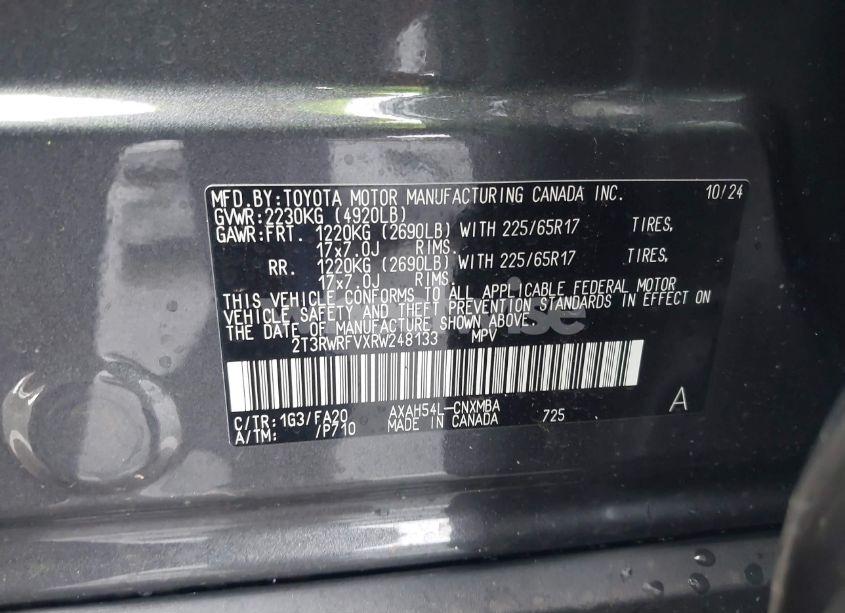 MFD.BY:TOYOTA MOTOR MANUFACTURING CANADA INC. 10/24
GVWR:2230KG (4920LB)
GAWR:FRT. 1220KG (2690LB) WITH 225/65R17 TIRES,
17x7.0J RIMS.
RR. 1220KG (2690LB) WITH 225/65R17 TIRES,
17x7.0J RIMS.
THIS VEHICLE CONFORMS TO ALL APPLICABLE FEDERAL MOTOR
VEHICLE SAFETY AND THEFT PREVENTION STANDARDS IN EFFECT ON
THE DATE OF MANUFACTURE SHOWN ABOVE.
2T3RWRFVXRW248133 MPV
C/TR:1G3/FA20 AXAH54L-CNXMBA 725 A
A/TM: /P710 MADE IN CANADA